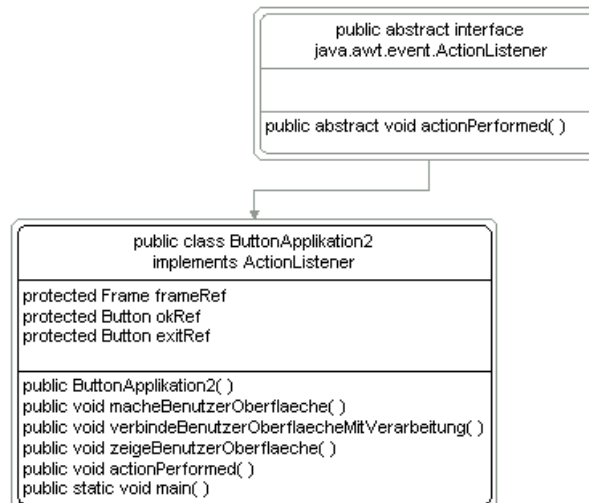 public abstract interface
java.awt.event.ActionListener
public abstract void actionPerformed( )
public class ButtonApplikation2
implements ActionListener
protected Frame frameRef
protected Button okRef
protected Button exitRef
public ButtonApplikation2( )
public void macheBenutzerOberflaeche( )
public void verbindeBenutzerOberflaecheMitVerarbeitung( )
public void zeigeBenutzerOberflaeche( )
public void actionPerformed( )
public static void main( )